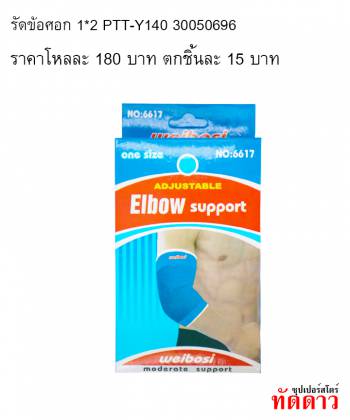 รัดข้อศอก 1*2 PTT-Y140 30050696
ราคาโหลละ 180 บาท ตกชิ้นละ 15 บาท
NO:6617
weibosi
one size
NO:6617
ADJUSTABLE
Elbow support
weibosi
moderate support
ซุปเปอร์สโตร์
ทัดดาว